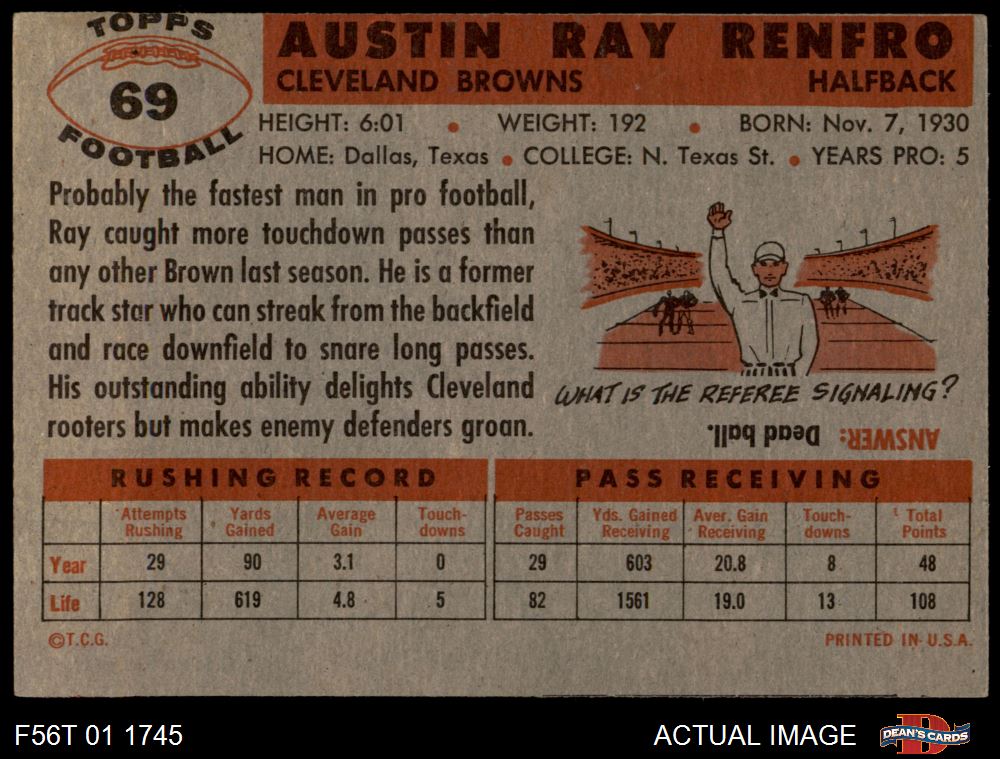 TOPPS
69
FOOTBALL
AUSTIN RAY RENFRO
CLEVELAND BROWNS HALFBACK
HEIGHT: 6:01 • WEIGHT: 192 • BORN: Nov. 7, 1930
HOME: Dallas, Texas • COLLEGE: N. Texas St. • YEARS PRO: 5
Probably the fastest man in pro football,
Ray caught more touchdown passes than
any other Brown last season. He is a former
track star who can streak from the backfield
and race downfield to snare long passes.
His outstanding ability delights Cleveland
rooters but makes enemy defenders groan.
WHAT IS THE REFEREE SIGNALING?
ANSWER: Dead ball.
RUSHING RECORD
Attempts Rushing Yards Gained Average Gain Touch-downs
Year 29 90 3.1 0
Life 128 619 4.8 5
PASS RECEIVING
Passes Caught Yds. Gained Receiving Aver. Gain Receiving Touch-downs Total Points
29 603 20.8 8 48
82 1561 19.0 13 108
©T.C.G. PRINTED IN U.S.A.
F56T 01 1745 ACTUAL IMAGE DEAN'S CARDS